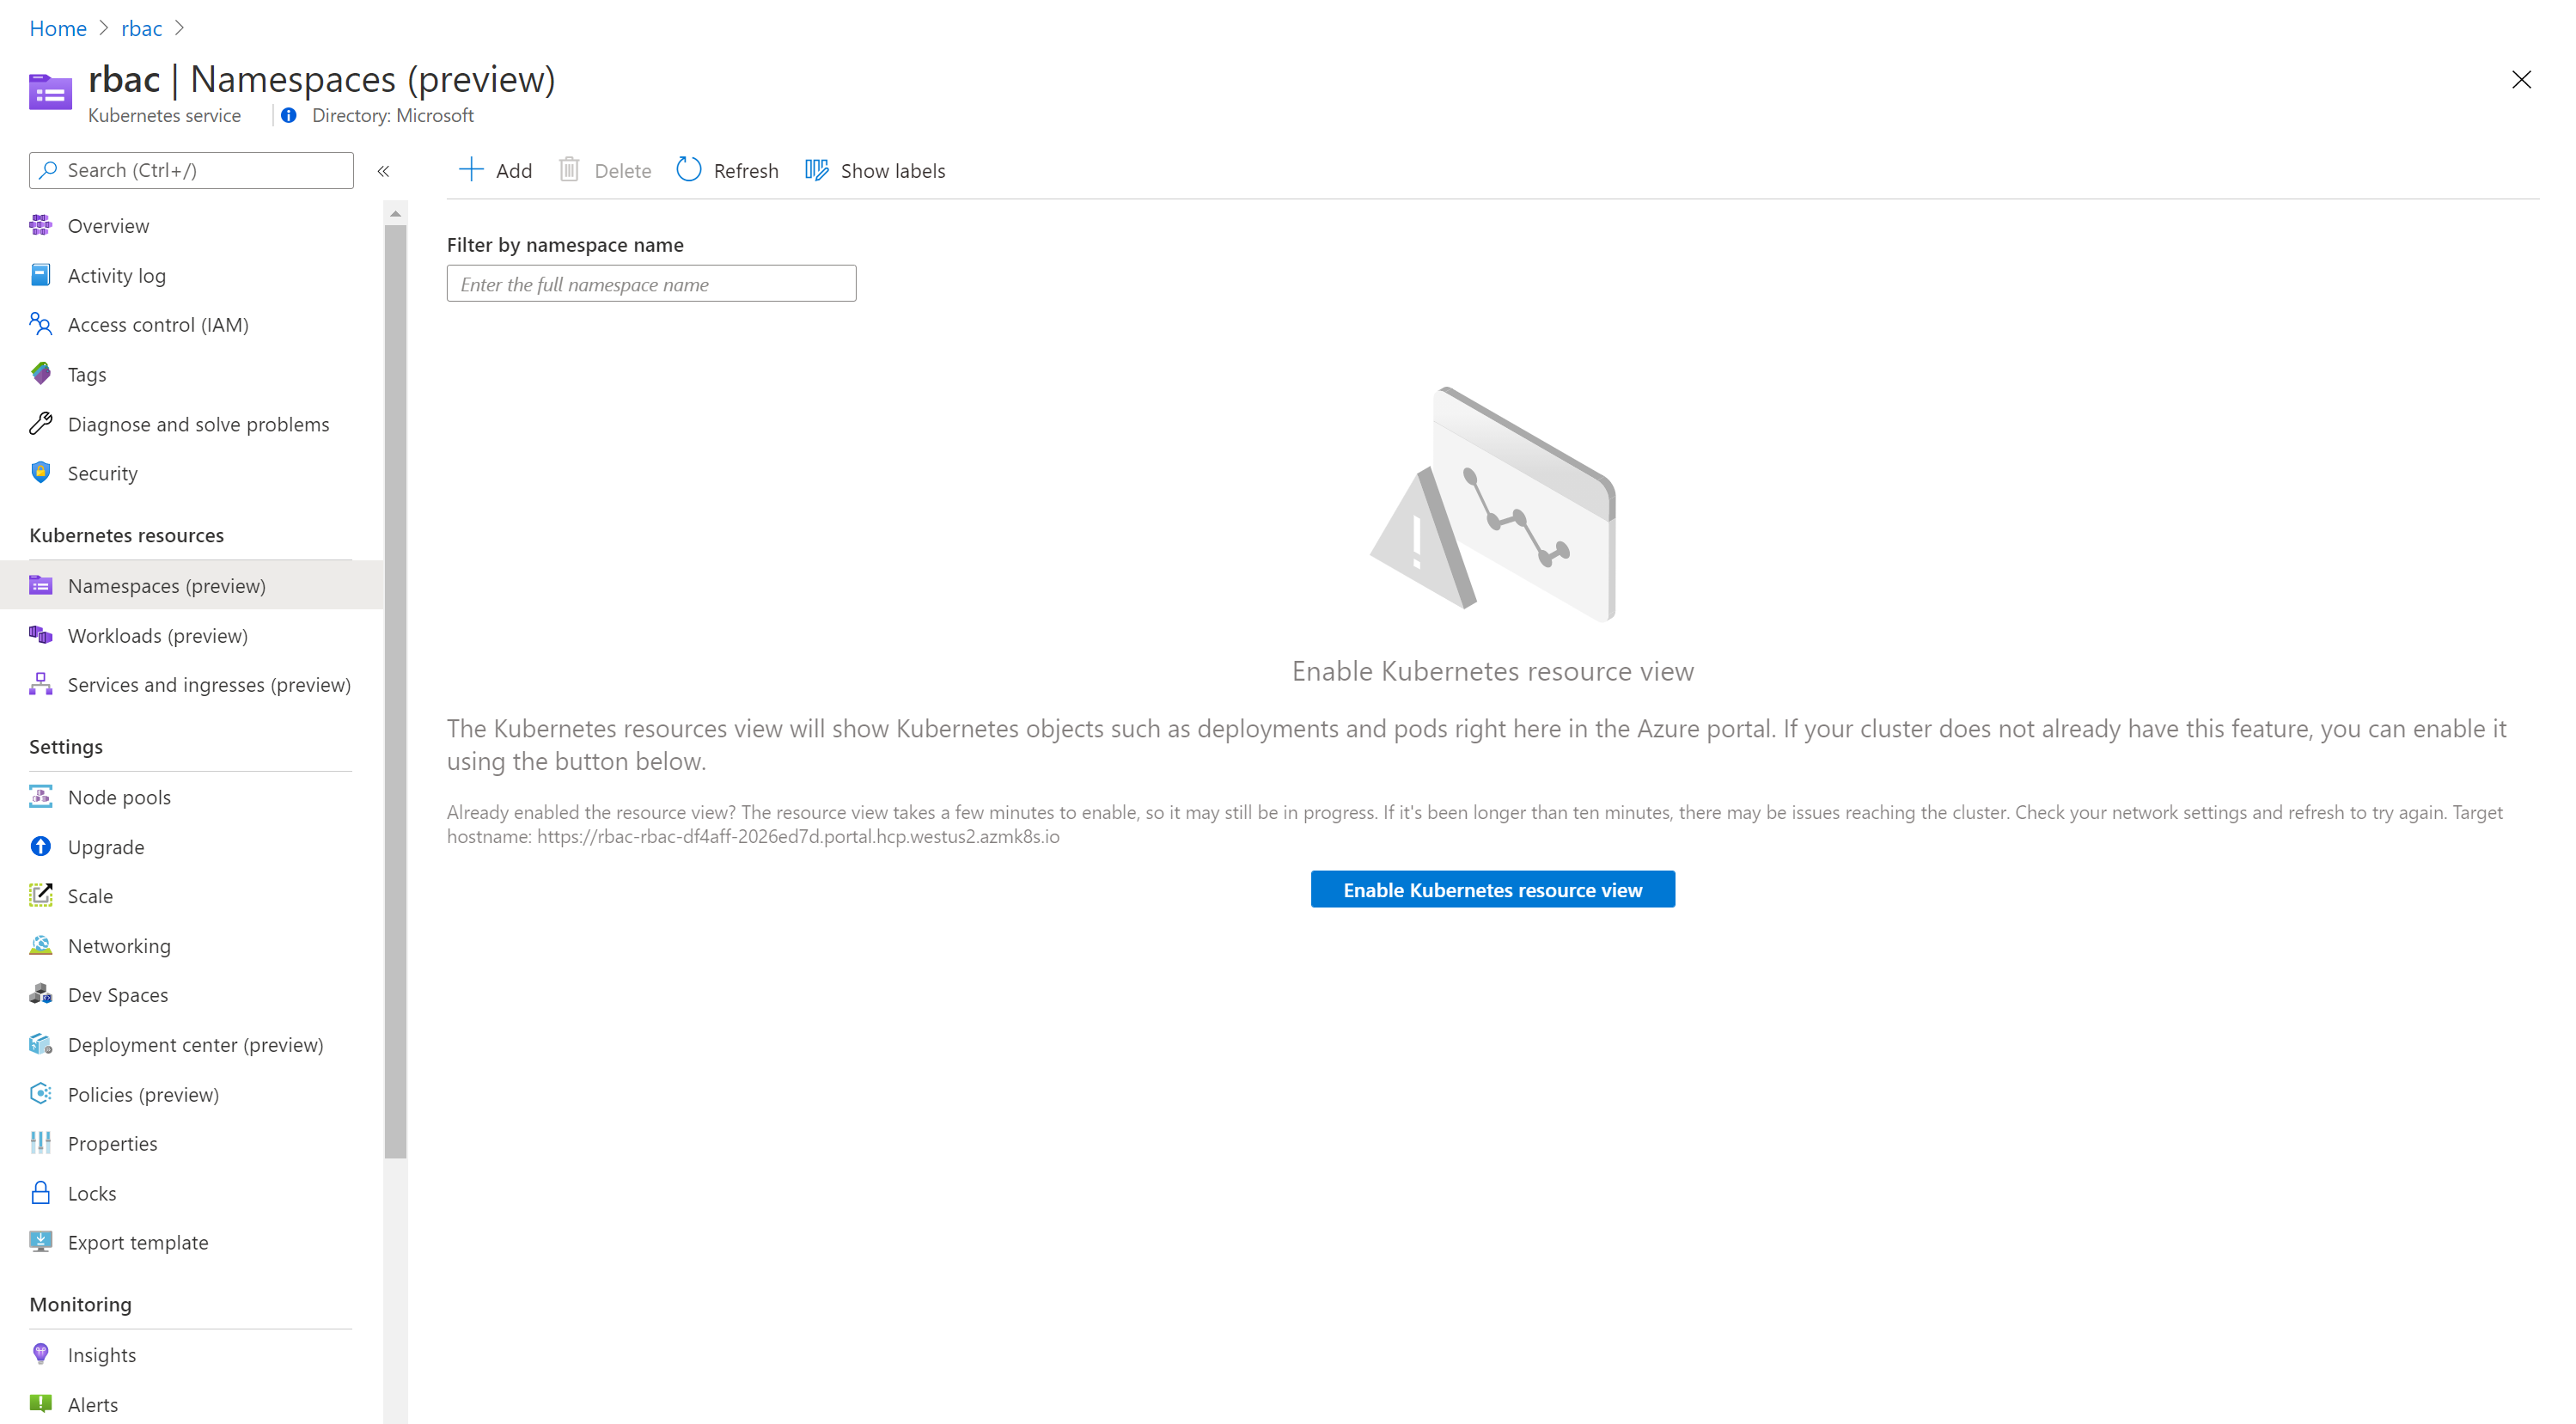 Home > rbac >
rbac | Namespaces (preview)
Kubernetes service
Directory: Microsoft
Search (Ctrl+/)
«
Overview
Activity log
Access control (IAM)
Tags
Diagnose and solve problems
Security
Kubernetes resources
Namespaces (preview)
Workloads (preview)
Services and ingresses (preview)
Settings
Node pools
Upgrade
Scale
Networking
Dev Spaces
Deployment center (preview)
Policies (preview)
Properties
Locks
Export template
Monitoring
Insights
Alerts
Add Delete Refresh Show labels
Filter by namespace name
Enter the full namespace name
Enable Kubernetes resource view
The Kubernetes resources view will show Kubernetes objects such as deployments and pods right here in the Azure portal. If your cluster does not already have this feature, you can enable it
using the button below.
Already enabled the resource view? The resource view takes a few minutes to enable, so it may still be in progress. If it's been longer than ten minutes, there may be issues reaching the cluster. Check your network settings and refresh to try again. Target
hostname: https://rbac-rbac-df4aff-2026ed7d.portal.hcp.westus2.azmk8s.io
Enable Kubernetes resource view